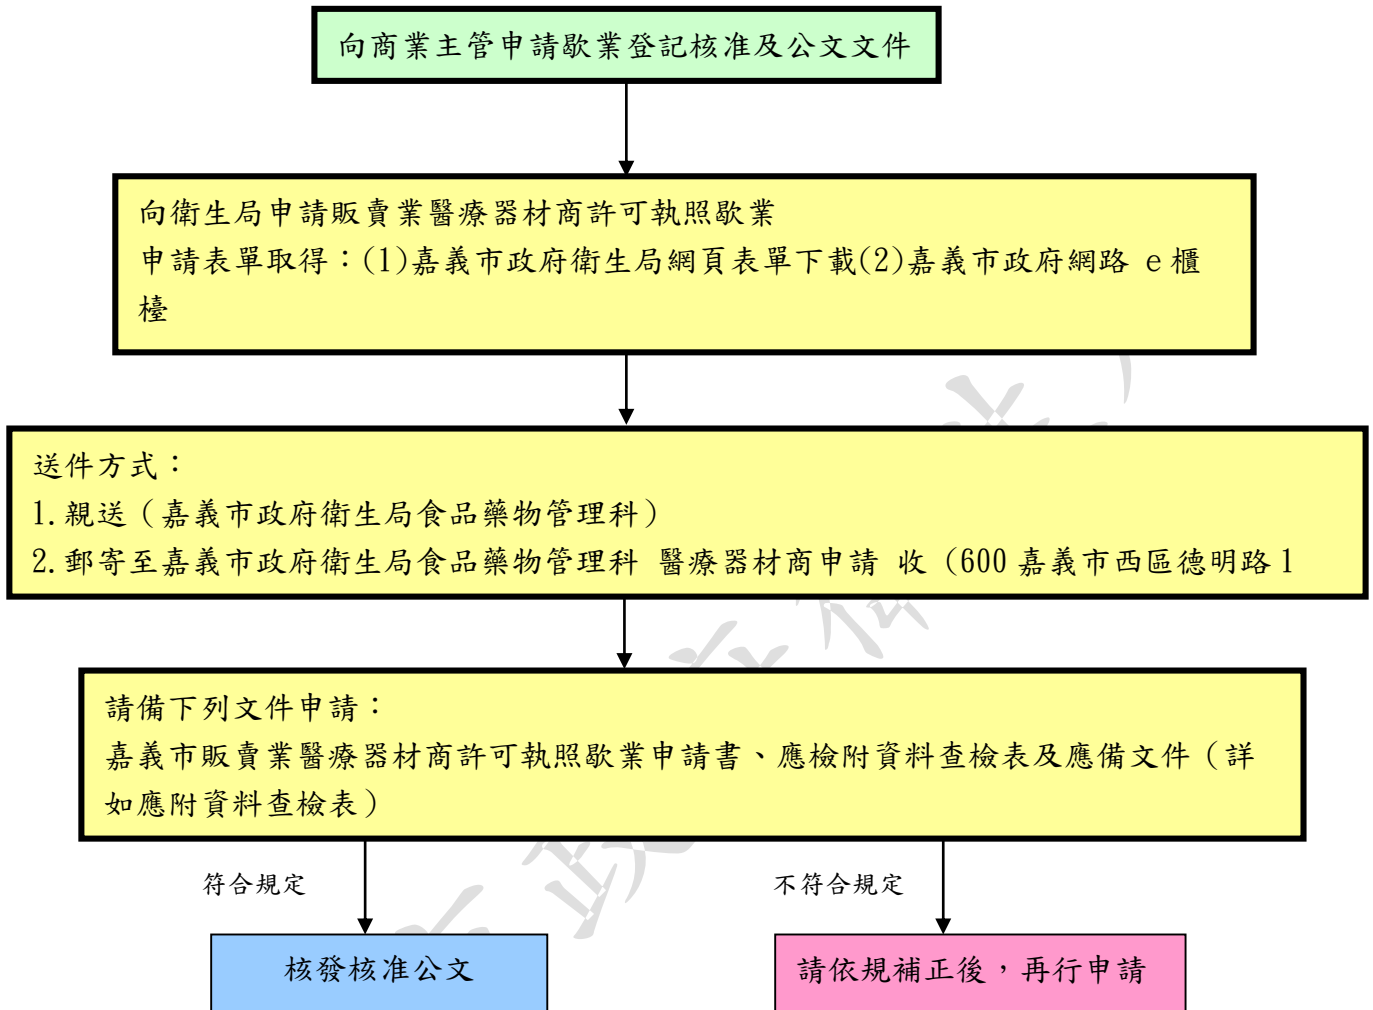 向商業主管申請歇業登記核准及公文文件
向衛生局申請販賣業醫療器材商許可執照歇業
申請表單取得：(1)嘉義市政府衛生局網頁表單下載(2)嘉義市政府網路 e櫃
檯
送件方式：
1.親送（嘉義市政府衛生局食品藥物管理科）
2.郵寄至嘉義市政府衛生局食品藥物管理科 醫療器材商申請 收 (600嘉義市西區德明路1
請備下列文件申請：
嘉義市販賣業醫療器材商許可執照歇業申請書、應檢附資料查檢表及應備文件（詳
如應附資料查檢表）
符合規定
不符合規定
核發核准公文
請依規補正後，再行申請